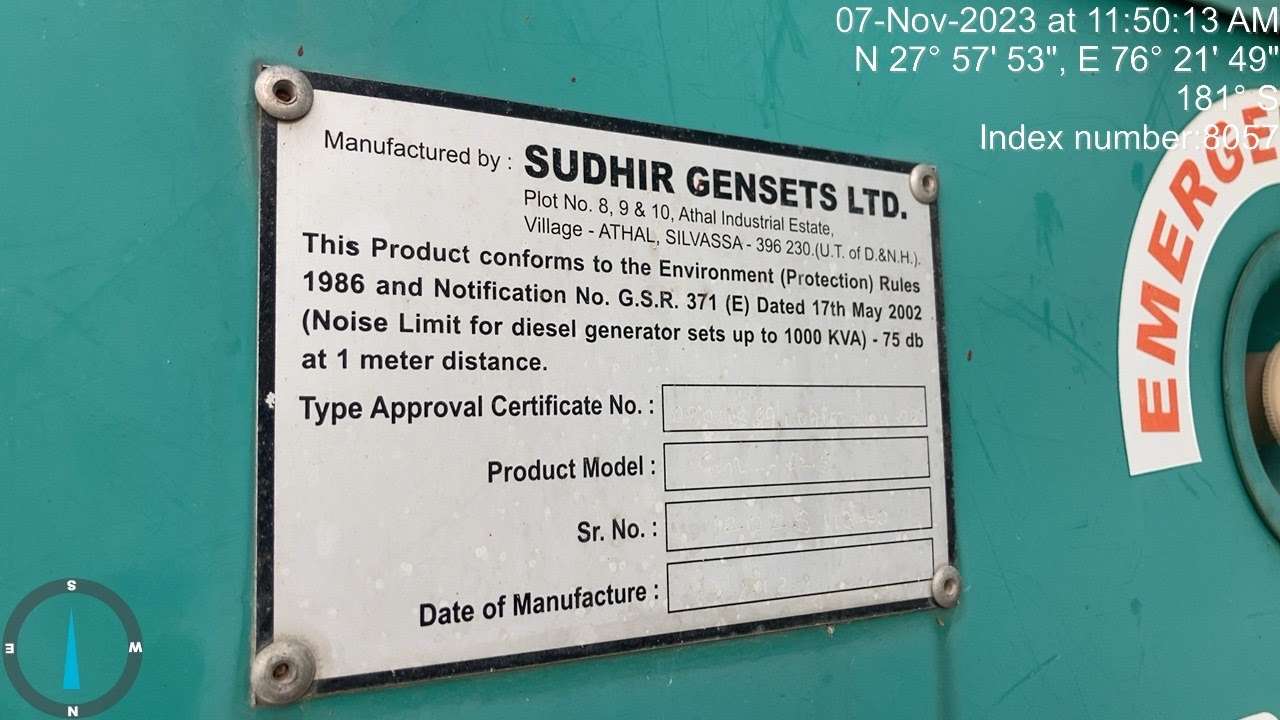 07-Nov-2023 at 11:50:13 AM
N 27° 57' 53", E 76° 21' 49"
181° S
Index number:8057
Manufactured by : SUDHIR GENSETS LTD.
Plot No. 8, 9 & 10, Athal Industrial Estate,
Village - ATHAL, SILVASSA - 396 230.(U.T. of D.&N.H.).
This Product conforms to the Environment (Protection) Rules
1986 and Notification No. G.S.R. 371 (E) Dated 17th May 2002
(Noise Limit for diesel generator sets up to 1000 KVA) - 75 db
at 1 meter distance.
Type Approval Certificate No. :
Product Model :
Sr. No. :
Date of Manufacture :
S
E
W
N